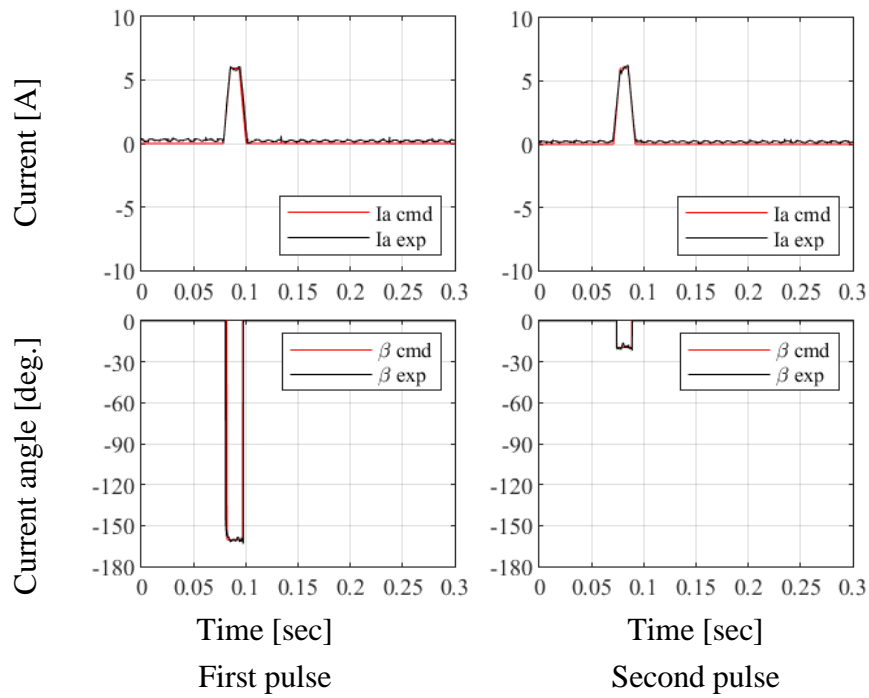 Current [A]
10
5
0
-5
-10
Ia cmd
Ia exp
0 0.05 0.1 0.15 0.2 0.25 0.3
10
5
0
-5
-10
Ia cmd
Ia exp
0 0.05 0.1 0.15 0.2 0.25 0.3
Current angle [deg.]
0
-30
-60
-90
-120
-150
-180
β cmd
β exp
0 0.05 0.1 0.15 0.2 0.25 0.3
0
-30
-60
-90
-120
-150
-180
β cmd
β exp
0 0.05 0.1 0.15 0.2 0.25 0.3
Time [sec]
Time [sec]
First pulse
Second pulse